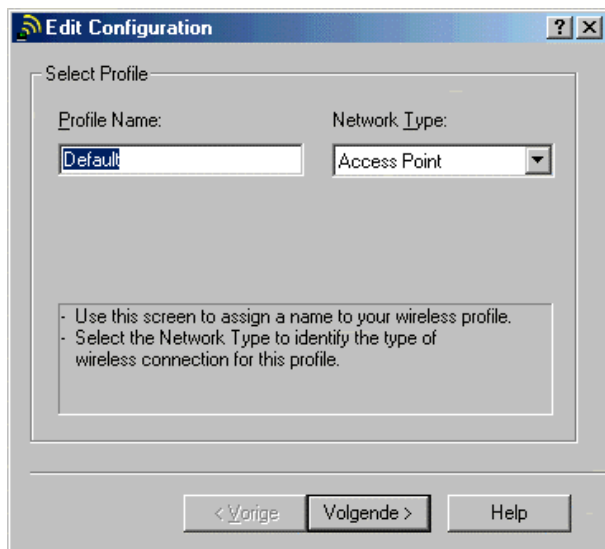 Edit Configuration
Select Profile
Profile Name:
Network Type:
Default
Access Point
- Use this screen to assign a name to your wireless profile.
- Select the Network Type to identify the type of
wireless connection for this profile.
< Vorige
Volgende >
Help